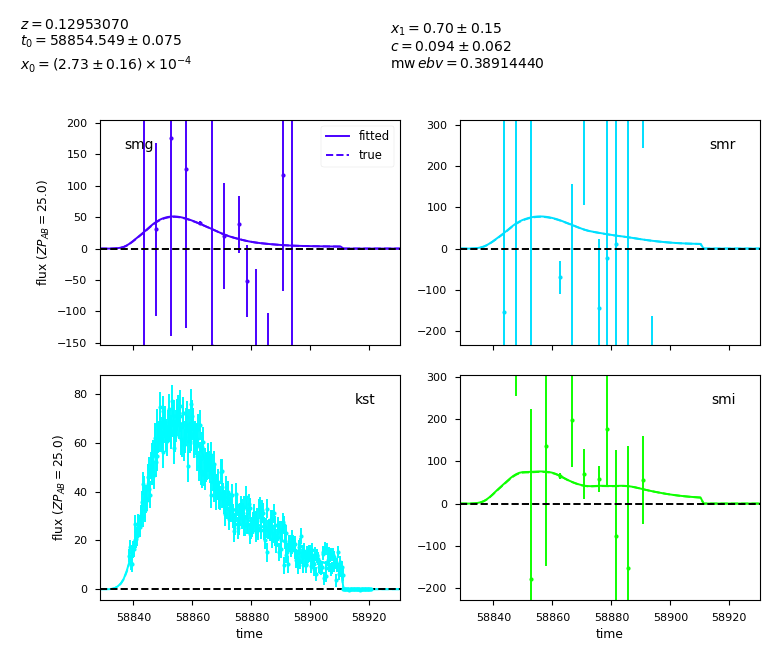 z = 0.12953070
t₀ = 58854.549 ± 0.075
x₀ = (2.73 ± 0.16) × 10⁻⁴
x₁ = 0.70 ± 0.15
c = 0.094 ± 0.062
mw ebv = 0.38914440
smg
fitted
true
200
150
100
50
0
−50
−100
−150
flux (ZP_AB = 25.0)
smr
300
200
100
0
−100
−200
kst
80
60
40
20
0
flux (ZP_AB = 25.0)
58840 58860 58880 58900 58920
time
smi
300
200
100
0
−100
−200
58840 58860 58880 58900 58920
time